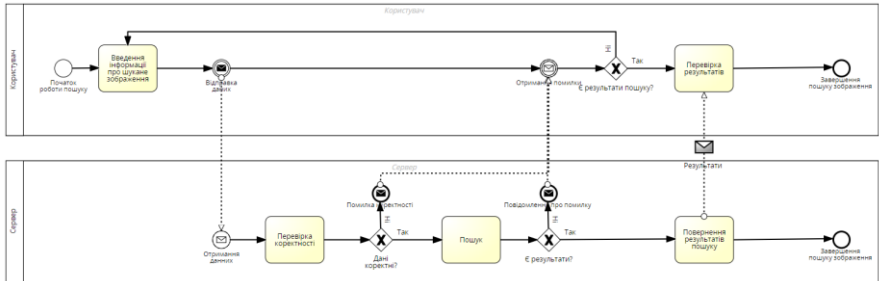 Користувач
Користувач
Введення
інформації
про шукане
зображення
Початок
роботи пошуку
Відправка
даних
Отримання помилки
Ні
Так
Є результати пошуку?
Перевірка
результатів
Завершення
пошуку зображення
Результати
Сервер
Сервер
Помилка коректності
Повідомлення про помилку
Отримання
данних
Перевірка
коректності
Ні
Так
Дані
коректні?
Пошук
Ні
Так
Є результати?
Повернення
результатів
пошуку
Завершення
пошуку зображення